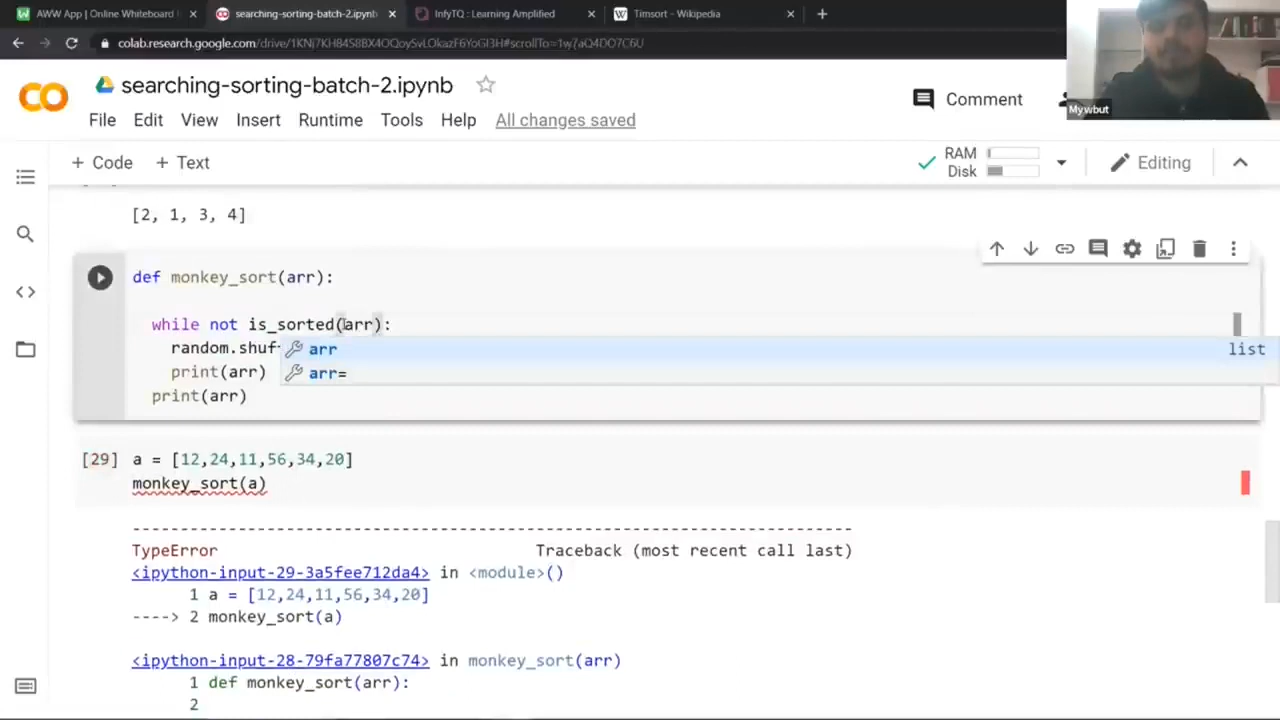 AWW App | Online Whiteboard
searching-sorting-batch-2.ipynb
InfyTQ : Learning Amplified
Timsort - Wikipedia
colab.research.google.com/drive/1KNj7KH84S8BX4OQoySvLOkazF6YoGI3H#scrollTo=1w7aQ4DO7C6U
Mywbut
searching-sorting-batch-2.ipynb
Comment
File Edit View Insert Runtime Tools Help All changes saved
+ Code + Text
RAM
Disk
Editing
[2, 1, 3, 4]
def monkey_sort(arr):
while not is_sorted(arr):
random.shuf
arr
list
print(arr)
arr=
print(arr)
[29] a = [12,24,11,56,34,20]
monkey_sort(a)
---------------------------------------------------------------------------
TypeError Traceback (most recent call last)
<ipython-input-29-3a5fee712da4> in <module>()
1 a = [12,24,11,56,34,20]
----> 2 monkey_sort(a)
<ipython-input-28-79fa77807c74> in monkey_sort(arr)
1 def monkey_sort(arr):
2